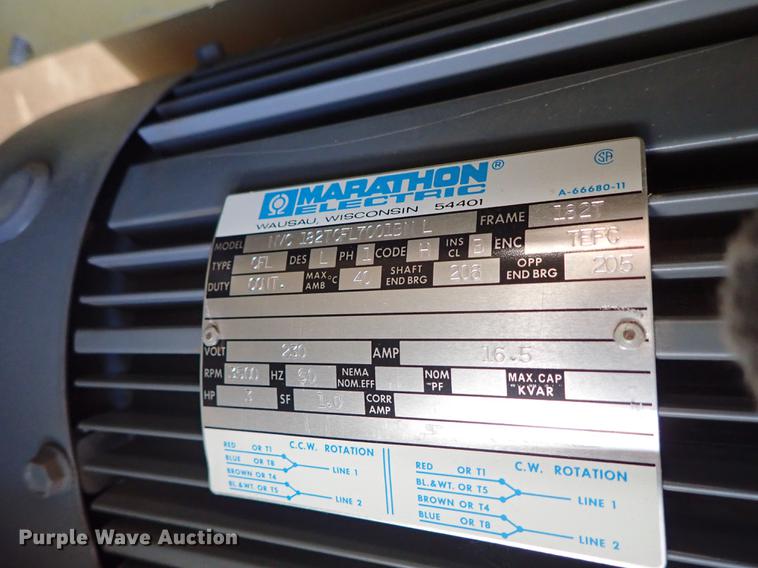 MARATHON ®
ELECTRIC
WAUSAU, WISCONSIN 54401
SA
A-66680-11
MODEL L FRAME 182T
TYPE CFL DES L PH 1 CODE H INS CL B ENC TEFC
DUTY CONT. MAX °C AMB 40 SHAFT END BRG OPP END BRG 205
VOLT 230 AMP 16.5
RPM HZ NEMA NOM.EFF NOM PF MAX.CAP KVAR
HP 3 SF 1.0 CORR AMP
C.C.W. ROTATION
RED OR T1
BLUE OR T8 LINE 1
BROWN OR T4
BL.&WT. OR T5 LINE 2
C.W. ROTATION
RED OR T1
BL.&WT. OR T5 LINE 1
BROWN OR T4
BLUE OR T8 LINE 2
Purple Wave Auction